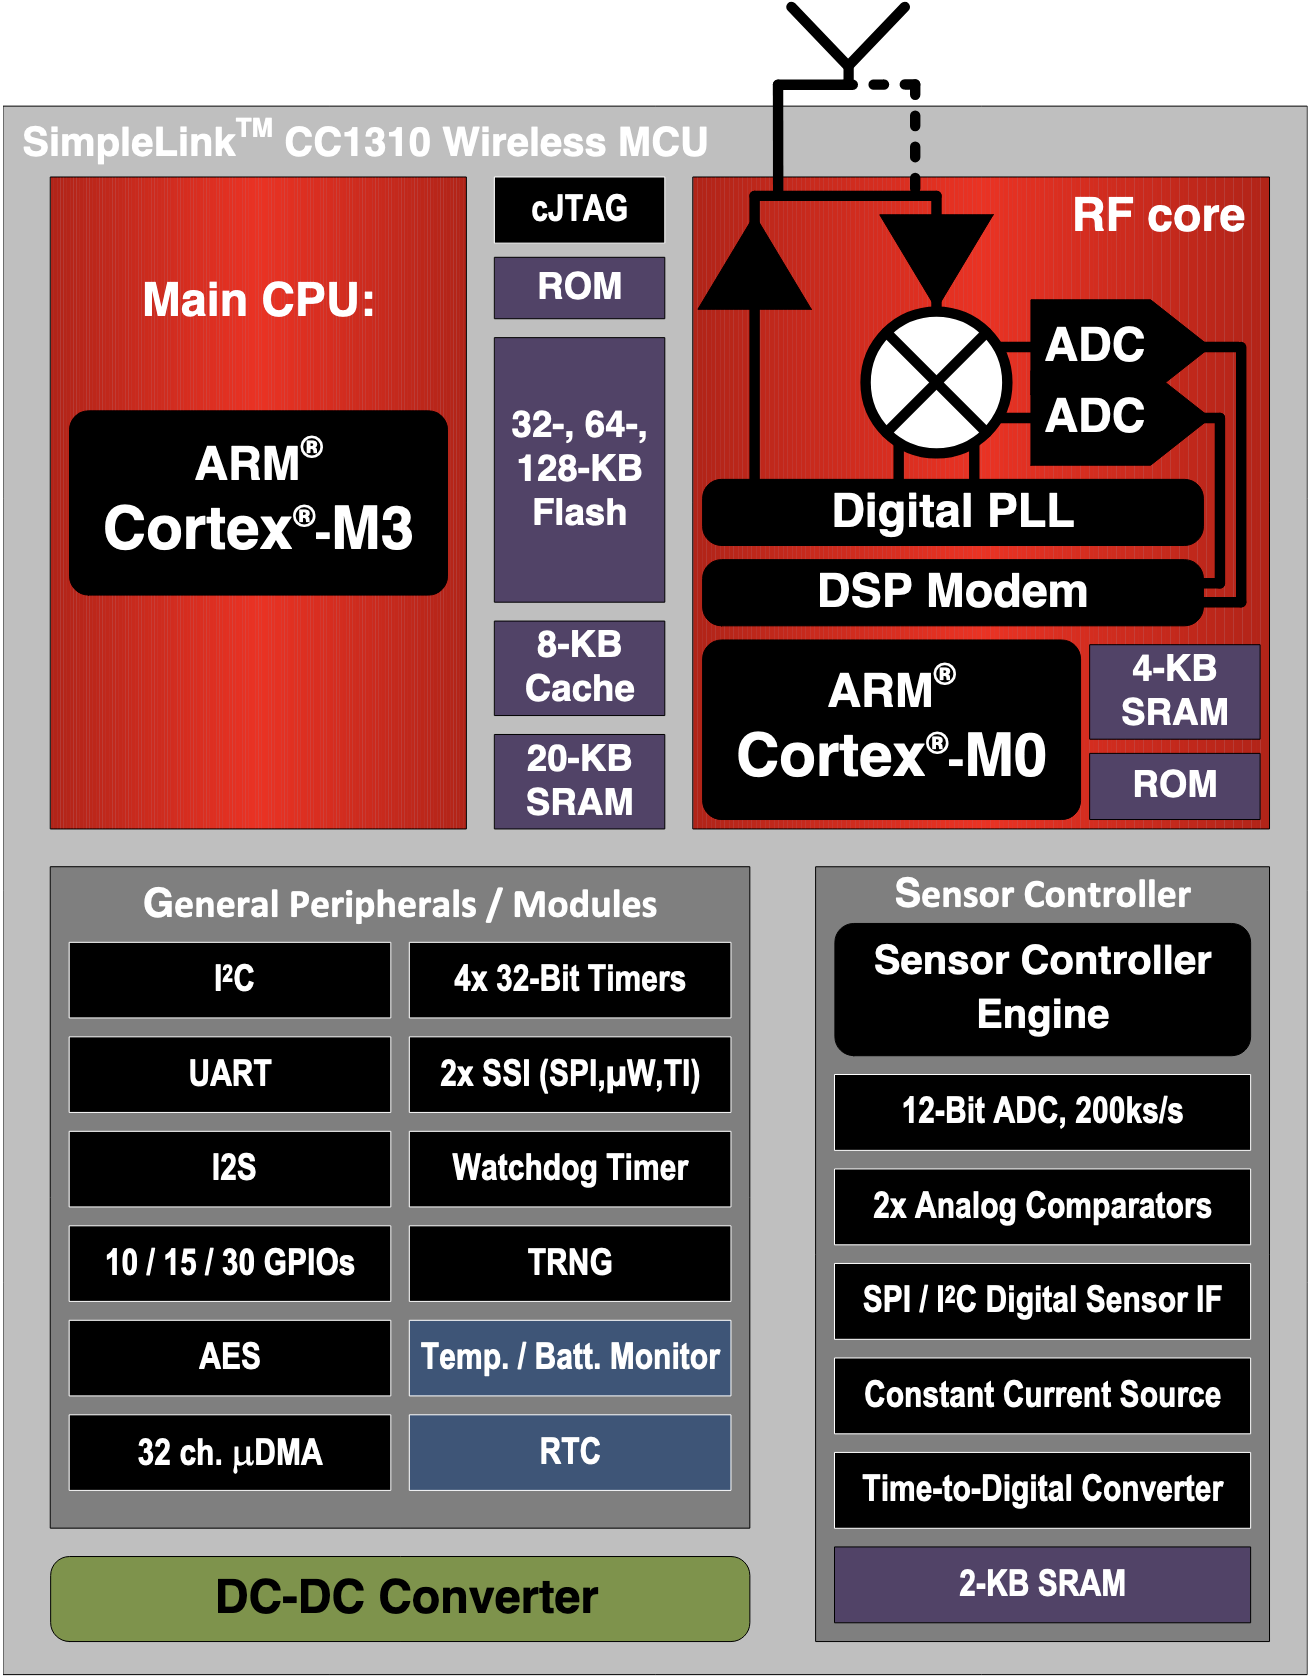 SimpleLink™ CC1310 Wireless MCU
Main CPU:
ARM®
Cortex®-M3
cJTAG
ROM
32-, 64-,
128-KB
Flash
8-KB
Cache
20-KB
SRAM
RF core
ADC
ADC
Digital PLL
DSP Modem
ARM®
Cortex®-M0
4-KB
SRAM
ROM
General Peripherals / Modules
I²C
4x 32-Bit Timers
UART
2x SSI (SPI,µW,TI)
I2S
Watchdog Timer
10 / 15 / 30 GPIOs
TRNG
AES
Temp. / Batt. Monitor
32 ch. µDMA
RTC
Sensor Controller
Sensor Controller
Engine
12-Bit ADC, 200ks/s
2x Analog Comparators
SPI / I²C Digital Sensor IF
Constant Current Source
Time-to-Digital Converter
2-KB SRAM
DC-DC Converter